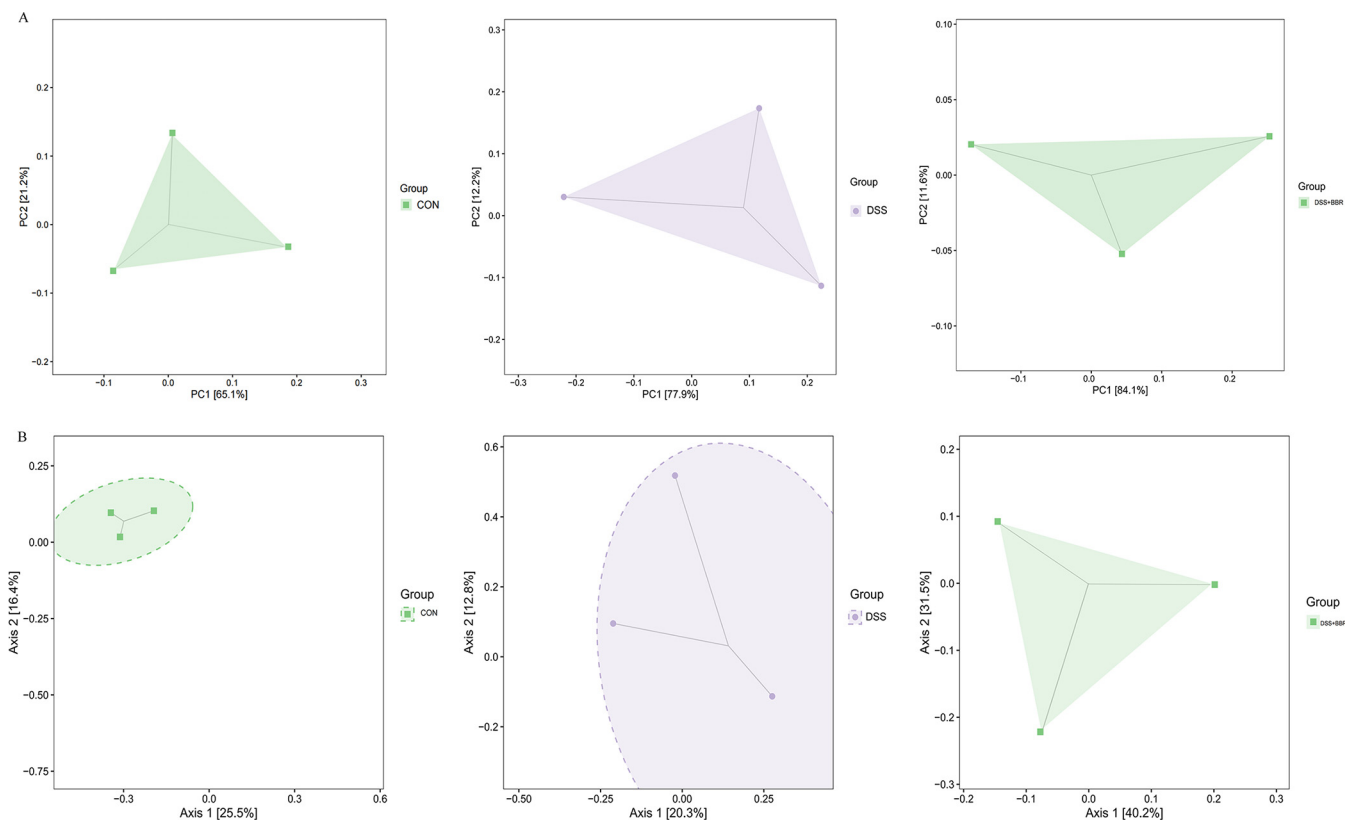 A
0.2
0.1
0.0
−0.1
−0.2
PC2 [21.2%]
−0.1
0.0
0.1
0.2
0.3
PC1 [65.1%]
Group
CON
0.3
0.2
0.1
0.0
−0.1
−0.2
PC2 [12.2%]
−0.3
−0.2
−0.1
0.0
0.1
0.2
PC1 [77.9%]
Group
DSS
0.10
0.05
0.00
−0.05
−0.10
PC2 [11.6%]
−0.1
0.0
0.1
0.2
PC1 [84.1%]
Group
DSS+BBR
B
0.25
0.00
−0.25
−0.50
−0.75
Axis 2 [16.4%]
−0.3
0.0
0.3
0.6
Axis 1 [25.5%]
Group
CON
0.6
0.4
0.2
0.0
−0.2
Axis 2 [12.8%]
−0.50
−0.25
0.00
0.25
Axis 1 [20.3%]
Group
DSS
0.2
0.1
0.0
−0.1
−0.2
−0.3
Axis 2 [31.5%]
−0.2
−0.1
0.0
0.1
0.2
0.3
Axis 1 [40.2%]
Group
DSS+BBR